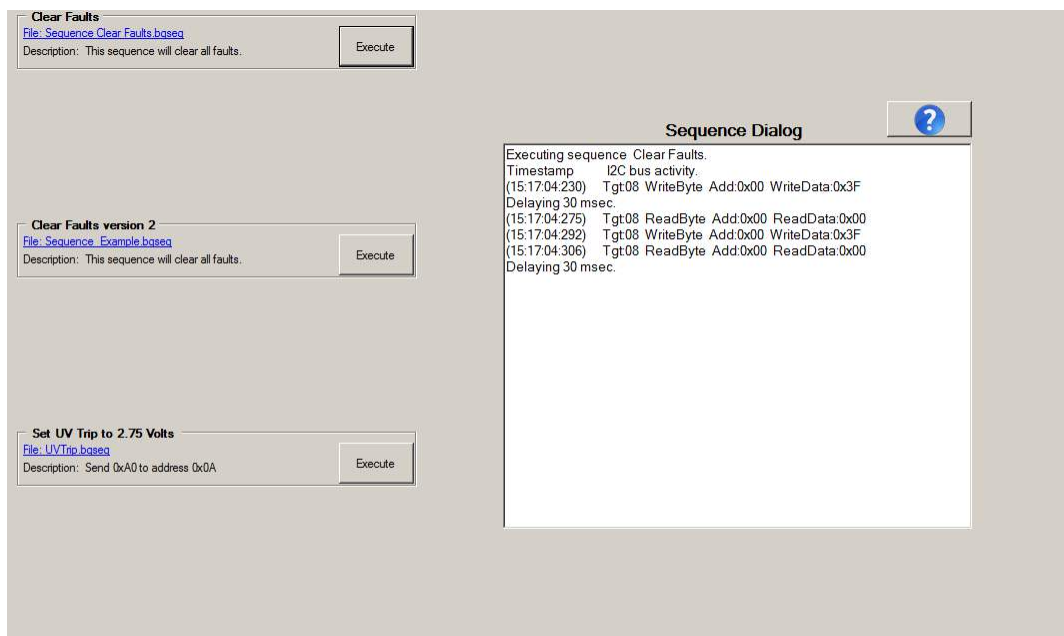 Clear Faults
File: Sequence Clear Faults.bqseq
Description: This sequence will clear all faults.
Execute
Clear Faults version 2
File: Sequence_Example.bqseq
Description: This sequence will clear all faults.
Execute
Set UV Trip to 2.75 Volts
File: UVTrip.bqseq
Description: Send 0xA0 to address 0x0A
Execute
Sequence Dialog
?
Executing sequence Clear Faults.
Timestamp I2C bus activity.
(15:17:04:230) Tgt:08 WriteByte Add:0x00 WriteData:0x3F
Delaying 30 msec.
(15:17:04:275) Tgt:08 ReadByte Add:0x00 ReadData:0x00
(15:17:04:292) Tgt:08 WriteByte Add:0x00 WriteData:0x3F
(15:17:04:306) Tgt:08 ReadByte Add:0x00 ReadData:0x00
Delaying 30 msec.